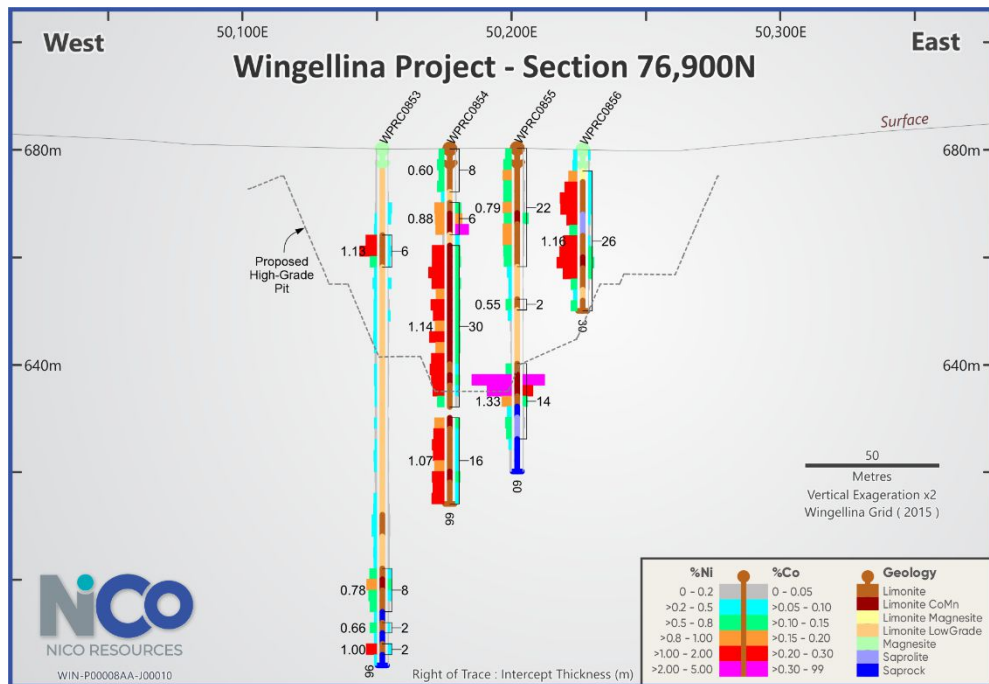 50,100E 50,200E 50,300E
West East
Wingellina Project - Section 76,900N
WPRC0853 WPRC0854 WPRC0855 WPRC0856
Surface
680m 680m
0.60 8
0.88 6
0.79 22
1.13 6
1.16 26
Proposed
High-Grade
Pit
0.55 2
1.14 30
30
640m 640m
1.33 14
1.07 16
60
66
50
Metres
Vertical Exageration x2
Wingellina Grid ( 2015 )
0.78 8
0.66 2
1.00 2
96
NiCo
NICO RESOURCES
WIN-P00008AA-J00010
Right of Trace : Intercept Thickness (m)
%Ni %Co Geology
0 – 0.2 0 – 0.05 Limonite
>0.2 – 0.5 >0.05 – 0.10 Limonite CoMn
>0.5 – 0.8 >0.10 – 0.15 Limonite Magnesite
>0.8 – 1.00 >0.15 – 0.20 Limonite LowGrade
>1.00 – 2.00 >0.20 – 0.30 Magnesite
>2.00 – 5.00 >0.30 – 99 Saprolite
Saprock